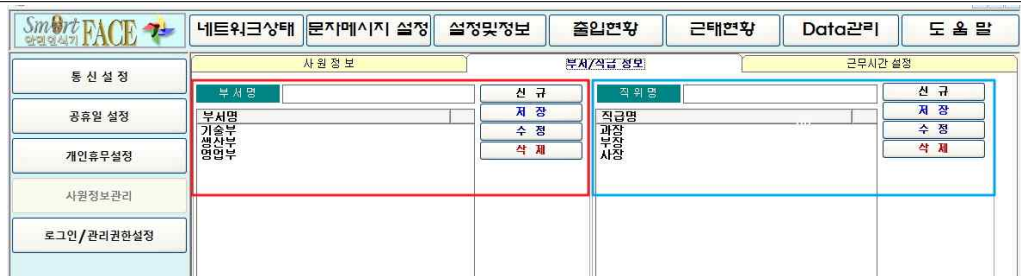 Smart FACE
안면인식기
네트워크상태 문자메시지 설정 설정및정보 출입현황 근태현황 Data관리 도 움 말
사 원 정 보 부서/직급 정보 근무시간 설정
통 신 설 정
공휴일 설정
개인휴무설정
사원정보관리
로그인/관리권한설정
부 서 명 신 규
저 장
수 정
삭 제
부서명
기술부
생산부
영업부
직 위 명 신 규
저 장
수 정
삭 제
직급명
과장
부장
사장